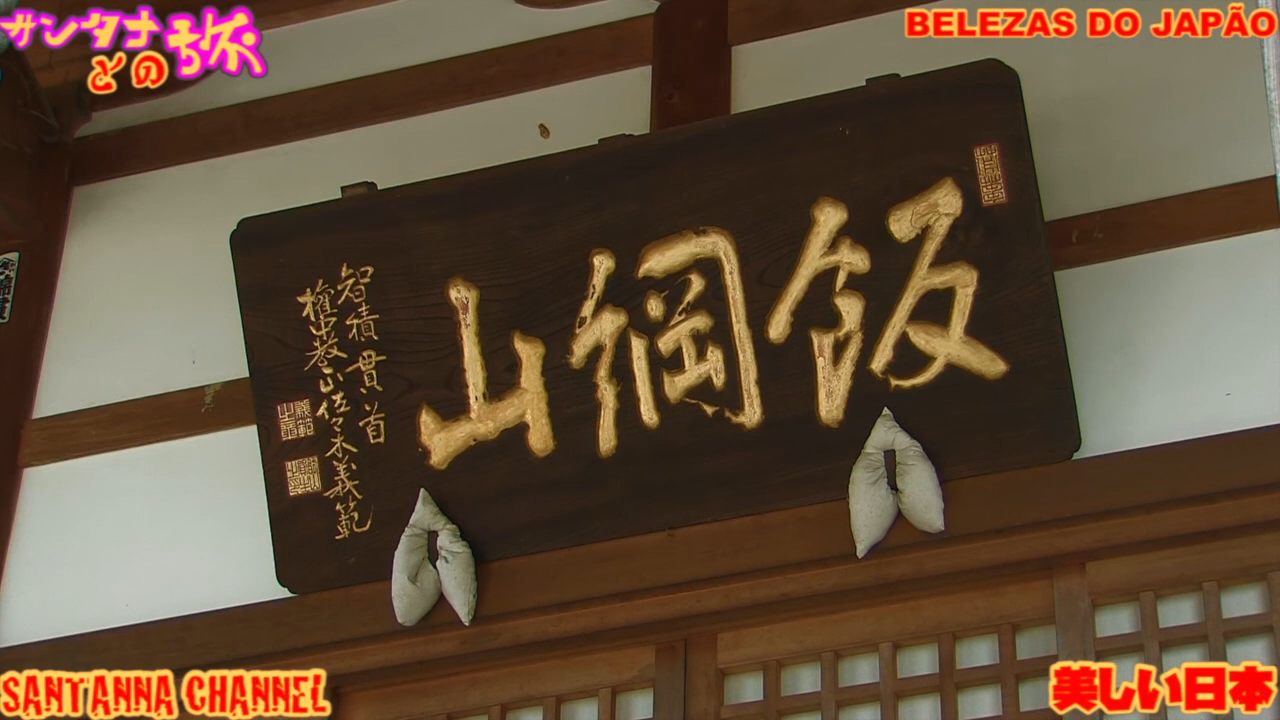 サンタナ
との旅
BELEZAS DO JAPÃO
飯綱山
智積貫首
権中教正佐々木義範
SANT'ANNA CHANNEL
美しい日本